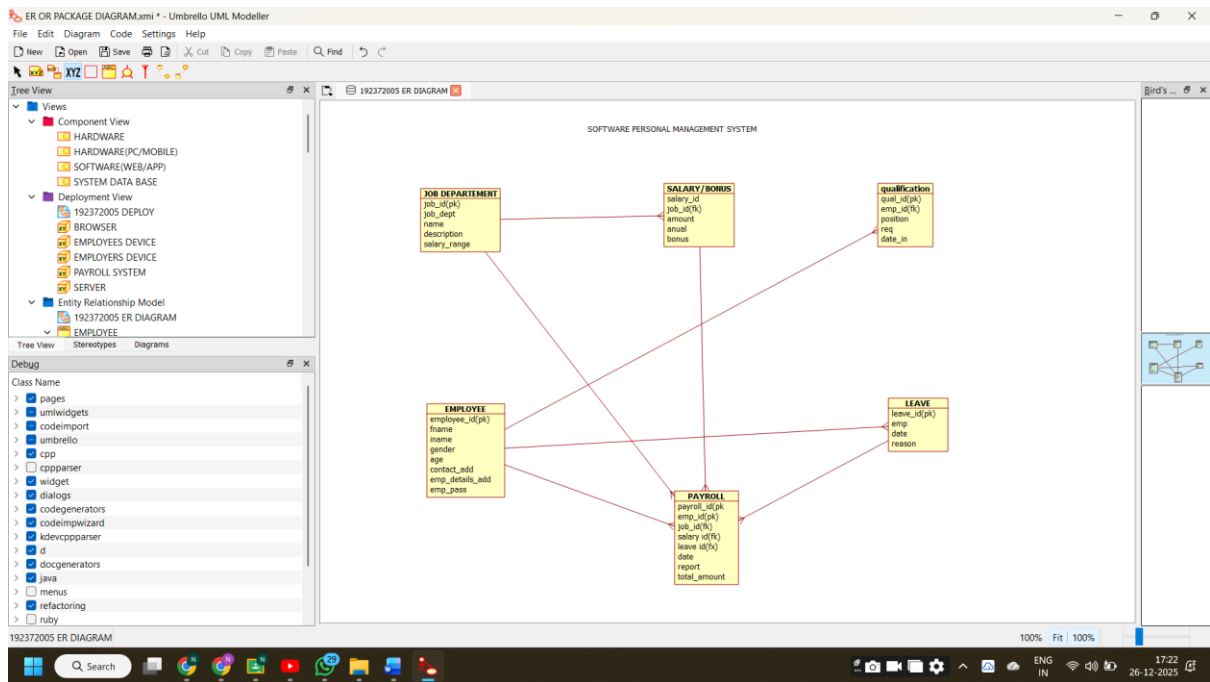 ER OR PACKAGE DIAGRAM.xmi * - Umbrello UML Modeller
File Edit Diagram Code Settings Help
New Open Save Cut Copy Paste Find
XYZ
Tree View
192372005 ER DIAGRAM
Bird's ...
Views
Component View
HARDWARE
HARDWARE(PC/MOBILE)
SOFTWARE(WEB/APP)
SYSTEM DATA BASE
Deployment View
192372005 DEPLOY
BROWSER
EMPLOYEES DEVICE
EMPLOYERS DEVICE
PAYROLL SYSTEM
SERVER
Entity Relationship Model
192372005 ER DIAGRAM
EMPLOYEE
Tree View Stereotypes Diagrams
Debug
Class Name
pages
umlwidgets
codeimport
umbrello
cpp
cppparser
widget
dialogs
codegenerators
codeimpwizard
kdevcppparser
d
docgenerators
java
menus
refactoring
ruby
SOFTWARE PERSONAL MANAGEMENT SYSTEM
JOB DEPARTEMENT
job_id(pk)
job_dept
name
description
salary_range
SALARY/BONUS
salary_id
job_id(fk)
amount
anual
bonus
qualification
qual_id(pk)
emp_id(fk)
position
req
date_in
EMPLOYEE
employee_id(pk)
fname
iname
gender
age
contact_add
emp_details_add
emp_pass
LEAVE
leave_id(pk)
emp
date
reason
PAYROLL
payroll_id(pk
emp_id(pk)
job_id(fk)
salary id(fk)
leave id(fx)
date
report
total_amount
192372005 ER DIAGRAM
100% Fit 100%
Search
29
ENG
IN
17:22
26-12-2025